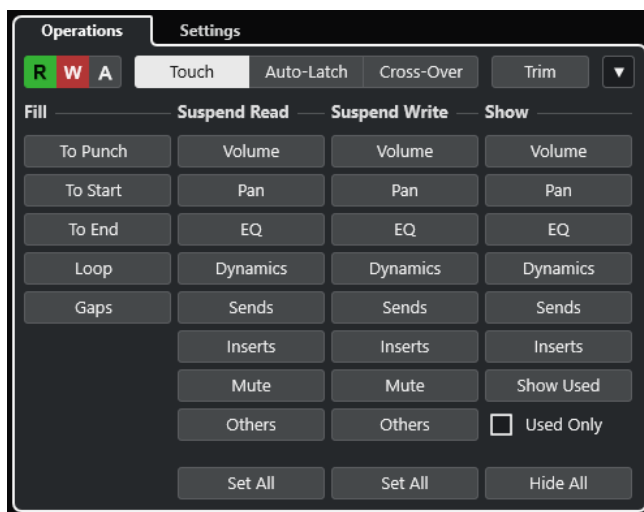 Operations Settings
R W A Touch Auto-Latch Cross-Over Trim ▼
Fill Suspend Read Suspend Write Show
To Punch Volume Volume Volume
To Start Pan Pan Pan
To End EQ EQ EQ
Loop Dynamics Dynamics Dynamics
Gaps Sends Sends Sends
Inserts Inserts Inserts
Mute Mute Show Used
Others Others Used Only
Set All Set All Hide All